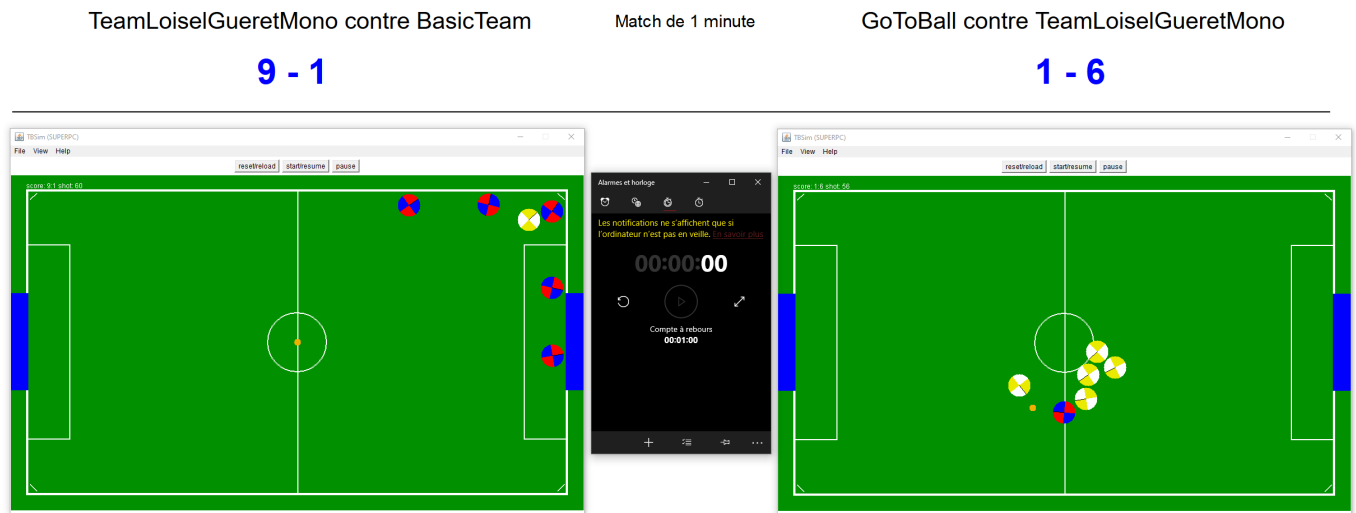 TeamLoiselGueretMono contre BasicTeam
Match de 1 minute
GoToBall contre TeamLoiselGueretMono
9 - 1
1 - 6
TBSim (SUPERPC)
File View Help
reset/reload start/resume pause
score: 9:1 shot: 60
Alarmes et horloge
Les notifications ne s'affichent que si
l'ordinateur n'est pas en veille. En savoir plus
00:00:00
Compte à rebours
00:01:00
TBSim (SUPERPC)
File View Help
reset/reload start/resume pause
score: 1:6 shot: 56